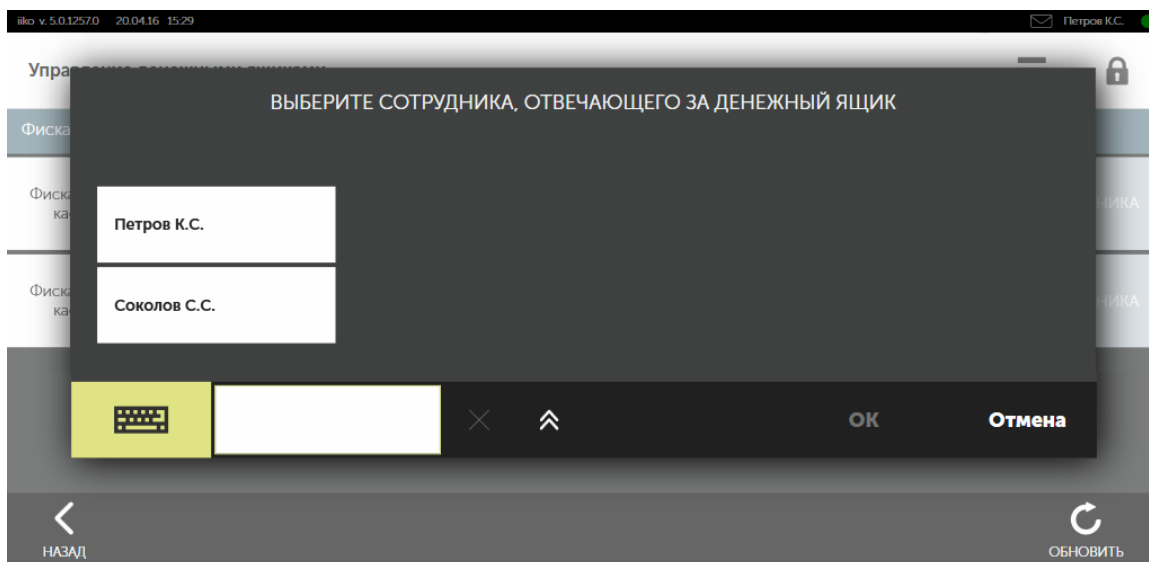 iiko v. 5.0.1257.0 20.04.16 15:29 Петров К.С.
ВЫБЕРИТЕ СОТРУДНИКА, ОТВЕЧАЮЩЕГО ЗА ДЕНЕЖНЫЙ ЯЩИК
Петров К.С.
Соколов С.С.
ОК Отмена
НАЗАД ОБНОВИТЬ